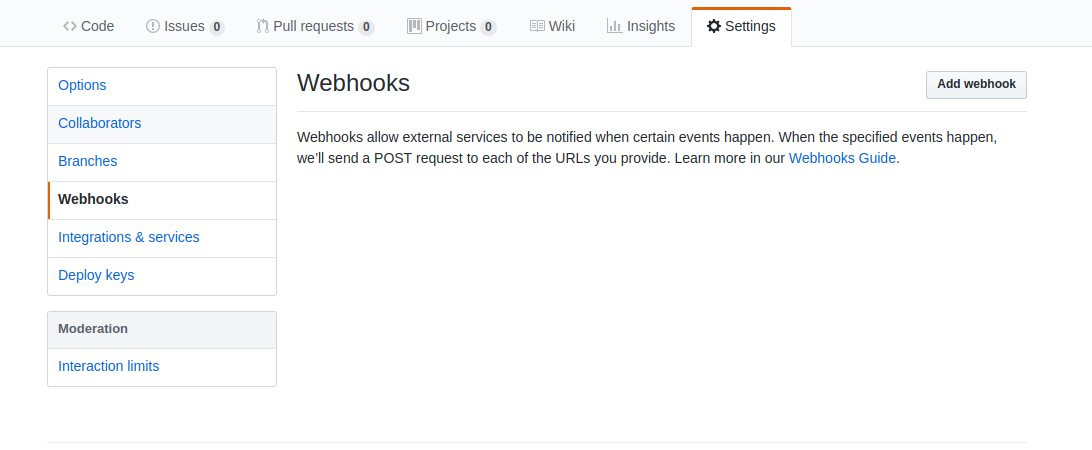 Code Issues 0 Pull requests 0 Projects 0 Wiki Insights Settings
Options
Collaborators
Branches
Webhooks
Integrations & services
Deploy keys
Moderation
Interaction limits
Webhooks
Add webhook
Webhooks allow external services to be notified when certain events happen. When the specified events happen,
we’ll send a POST request to each of the URLs you provide. Learn more in our Webhooks Guide.